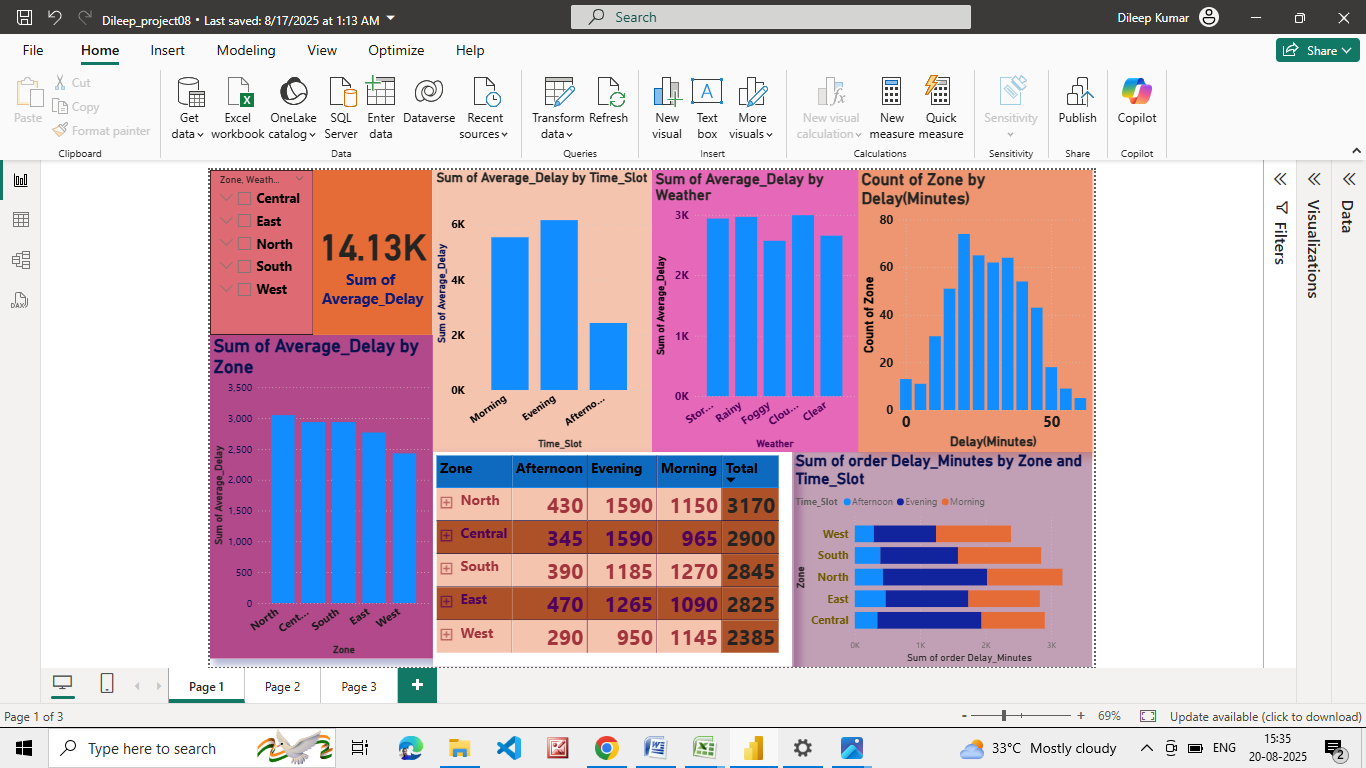 Dileep_project08 • Last saved: 8/17/2025 at 1:13 AM
Search
Dileep Kumar
File Home Insert Modeling View Optimize Help
Share
Paste
Cut
Copy
Format painter
Clipboard
Get data
Excel workbook
OneLake catalog
SQL Server
Enter data
Dataverse
Recent sources
Data
Transform data
Refresh
Queries
New visual
Text box
More visuals
Insert
New visual calculation
New measure
Quick measure
Calculations
Sensitivity
Sensitivity
Publish
Share
Copilot
Copilot
Zone, Weath...
Central
East
North
South
West
14.13K
Sum of
Average_Delay
Sum of Average_Delay by Time_Slot
Sum of Average_Delay
6K
4K
2K
0K
Morning Evening Afterno...
Time_Slot
Sum of Average_Delay by
Weather
Sum of Average_Delay
3K
2K
1K
0K
Stor... Rainy Foggy Clou... Clear
Weather
Count of Zone by
Delay(Minutes)
Count of Zone
80
60
40
20
0
0 50
Delay(Minutes)
Sum of Average_Delay by
Zone
Sum of Average_Delay
3,500
3,000
2,500
2,000
1,500
1,000
500
0
North Cent... South East West
Zone
Zone Afternoon Evening Morning Total
North 430 1590 1150 3170
Central 345 1590 965 2900
South 390 1185 1270 2845
East 470 1265 1090 2825
West 290 950 1145 2385
Sum of order Delay_Minutes by Zone and
Time_Slot
Time_Slot Afternoon Evening Morning
Zone
West
South
North
East
Central
0K 1K 2K 3K
Sum of order Delay_Minutes
Filters
Visualizations
Data
DAX
Page 1 Page 2 Page 3
Page 1 of 3
- + 69%
Update available (click to download)
Type here to search
33°C Mostly cloudy
ENG
15:35
20-08-2025
2